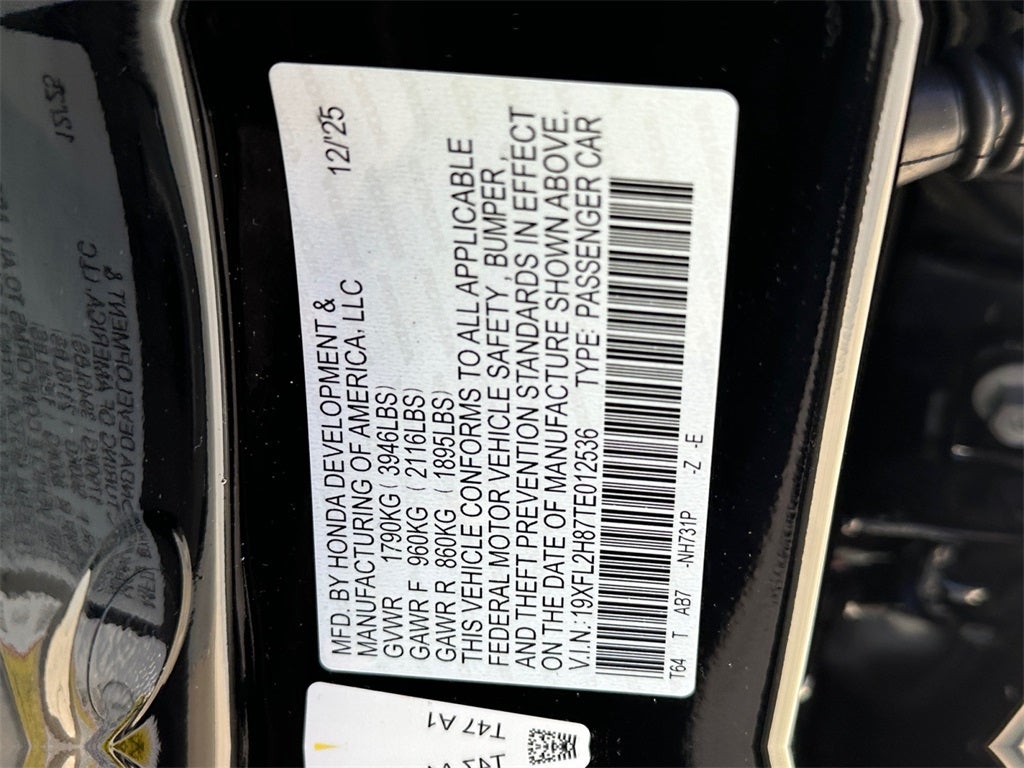 MFD. BY HONDA DEVELOPMENT &
MANUFACTURING OF AMERICA, LLC 12/'25
GVWR 1790KG ( 3946LBS)
GAWR F 960KG ( 2116LBS)
GAWR R 860KG ( 1895LBS)
THIS VEHICLE CONFORMS TO ALL APPLICABLE
FEDERAL MOTOR VEHICLE SAFETY, BUMPER,
AND THEFT PREVENTION STANDARDS IN EFFECT
ON THE DATE OF MANUFACTURE SHOWN ABOVE.
V.I.N.: 19XFL2H87TE012536 TYPE: PASSENGER CAR
T64 T AB7 -NH731P -Z -E
T47 A1